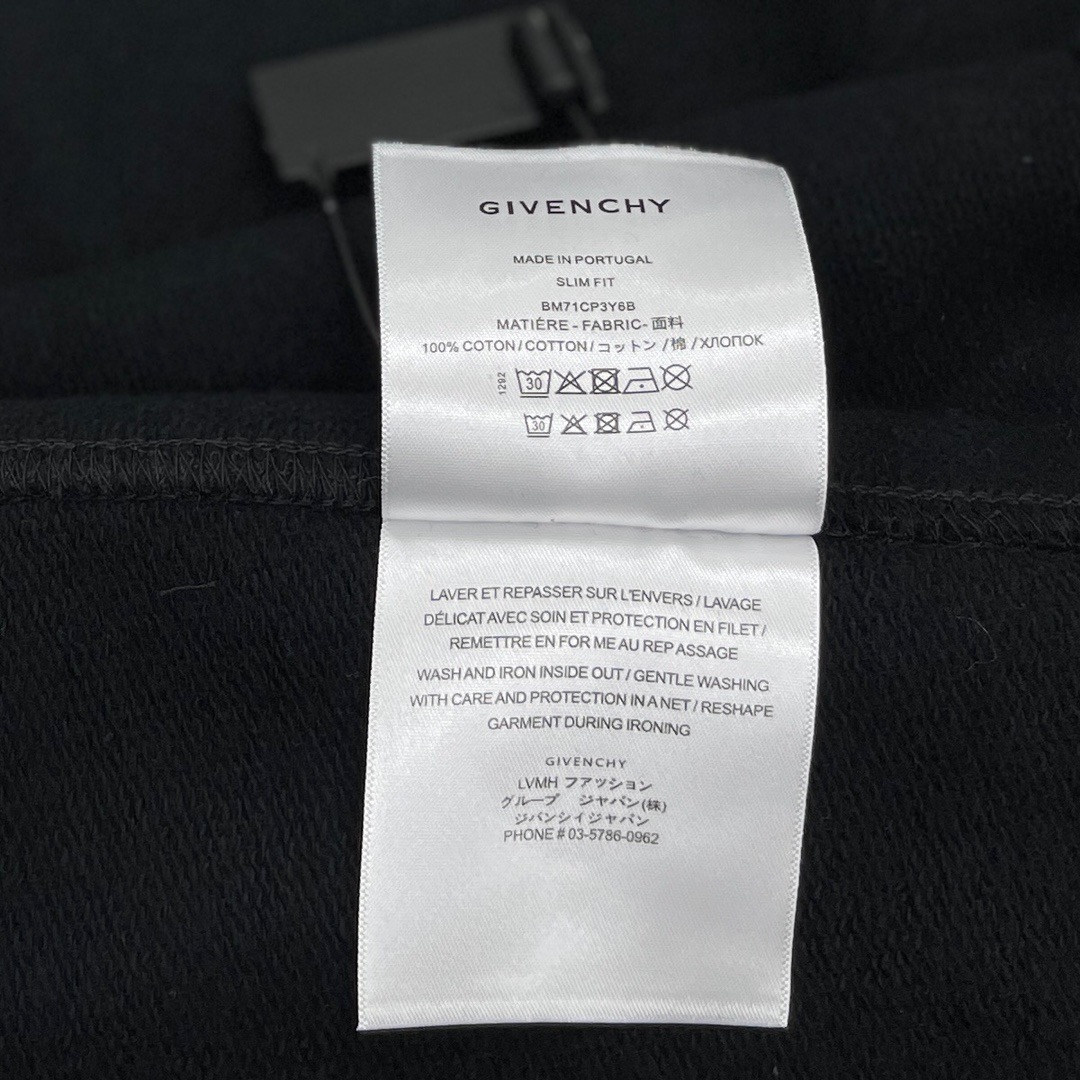 GIVENCHY
MADE IN PORTUGAL
SLIM FIT
BM71CP3Y6B
MATIÈRE - FABRIC- 面料
100% COTON / COTTON / コットン / 棉 / ХЛОПОК
1292
30
30
LAVER ET REPASSER SUR L'ENVERS / LAVAGE
DÉLICAT AVEC SOIN ET PROTECTION EN FILET /
REMETTRE EN FOR ME AU REP ASSAGE
WASH AND IRON INSIDE OUT / GENTLE WASHING
WITH CARE AND PROTECTION IN A NET / RESHAPE
GARMENT DURING IRONING
GIVENCHY
LVMH ファッション
グループ ジャパン(株)
ジバンシイジャパン
PHONE # 03-5786-0962